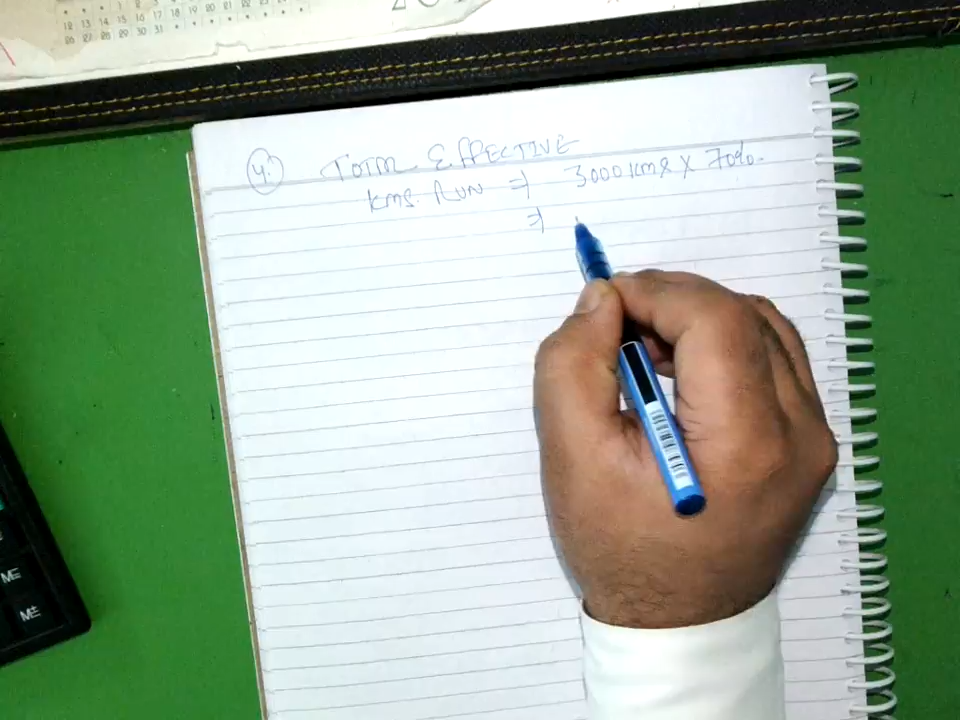 4. TOTAL EFFECTIVE
KMS. RUN ⇒ 3000 KMS X 70%.
⇒
M=
M±